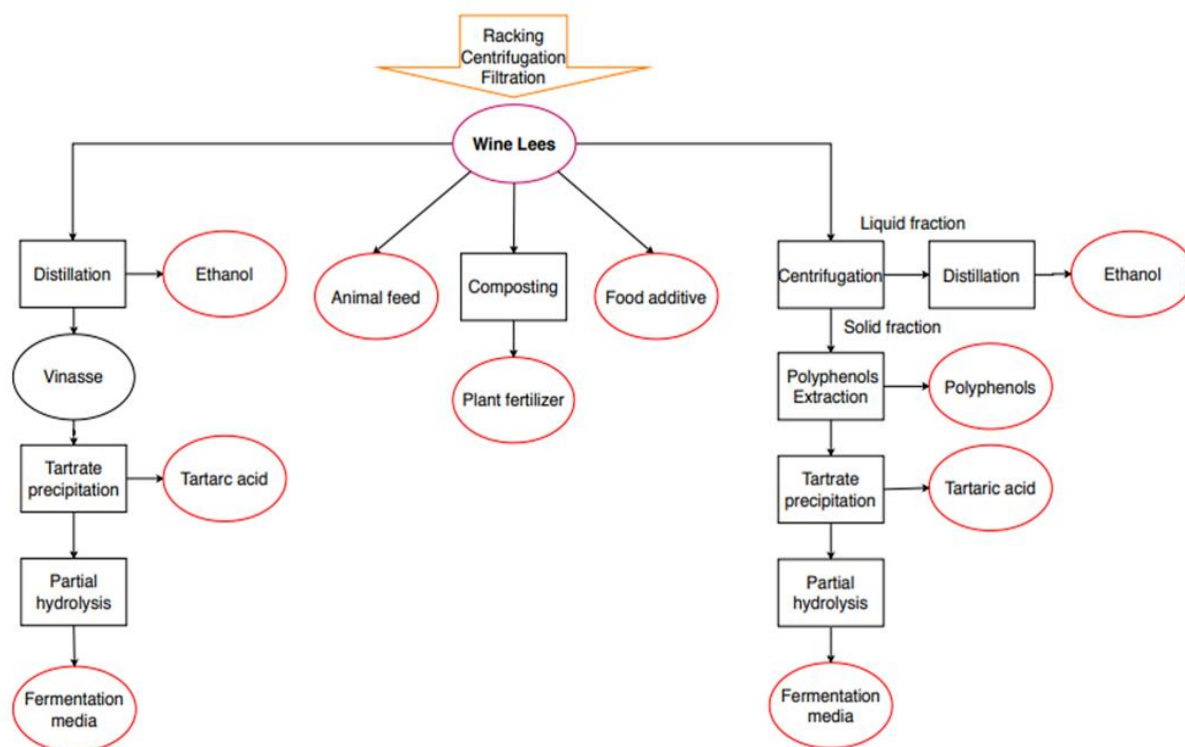 Racking
Centrifugation
Filtration
Wine Lees
Liquid fraction
Distillation
Ethanol
Animal feed
Composting
Food additive
Centrifugation
Distillation
Ethanol
Solid fraction
Vinasse
Plant fertilizer
Polyphenols
Extraction
Polyphenols
Tartrate
precipitation
Tartarc acid
Tartrate
precipitation
Tartaric acid
Partial
hydrolysis
Partial
hydrolysis
Fermentation
media
Fermentation
media